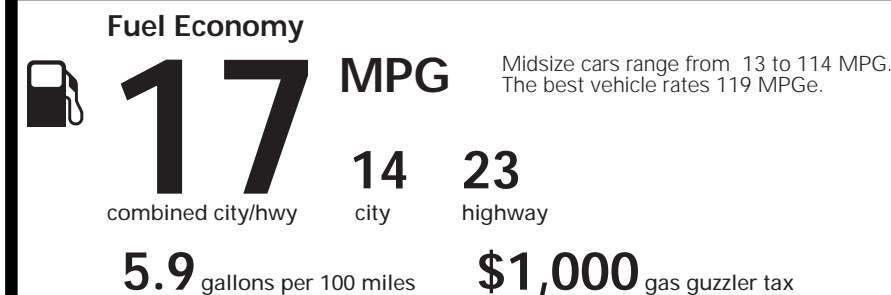 Fuel Economy
17 MPG
Midsize cars range from 13 to 114 MPG.
The best vehicle rates 119 MPGe.
14 23
combined city/hwy city highway
5.9 gallons per 100 miles $1,000 gas guzzler tax